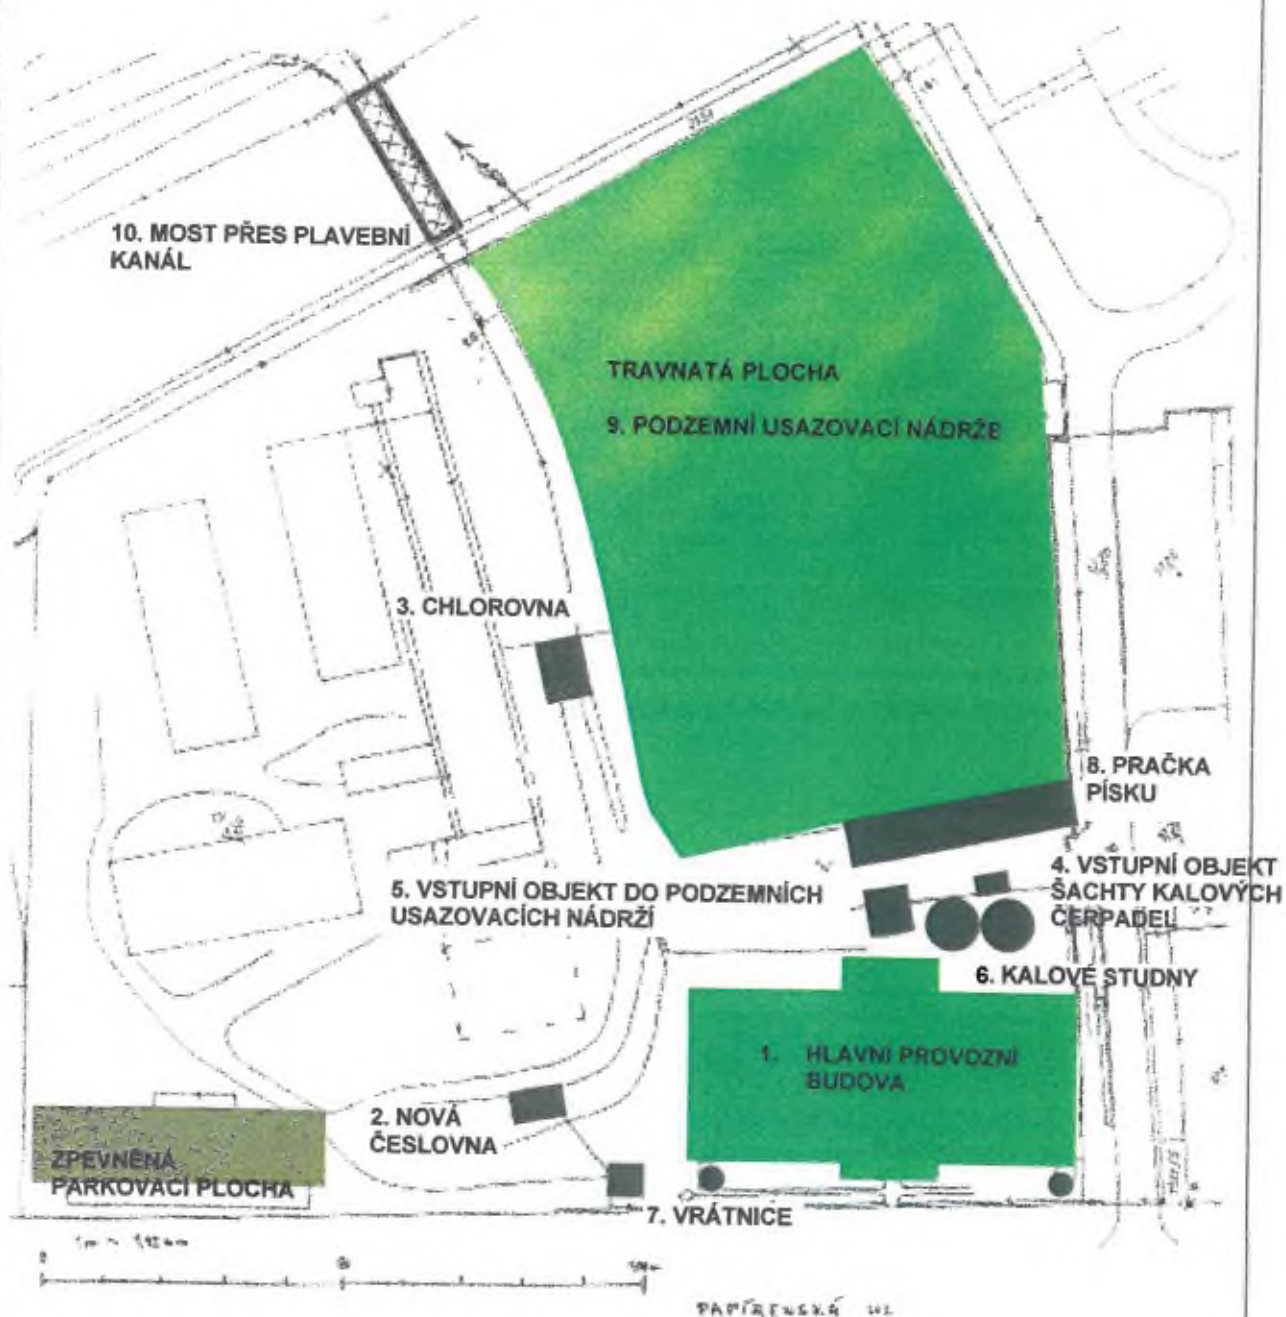 10. MOST PŘES PLAVEBNÍ
KANÁL
TRAVNATÁ PLOCHA
9. PODZEMNÍ USAZOVACÍ NÁDRŽE
3. CHLOROVNA
8. PRAČKA
PÍSKU
4. VSTUPNÍ OBJEKT
ŠACHTY KALOVÝCH
ČERPADEL
5. VSTUPNÍ OBJEKT DO PODZEMNÍCH
USAZOVACÍCH NÁDRŽÍ
6. KALOVÉ STUDNY
1. HLAVNÍ PROVOZNÍ
BUDOVA
2. NOVÁ
ČESLOVNA
ZPEVNĚNÁ
PARKOVACÍ PLOCHA
7. VRÁTNICE
PAPÍRENSKÁ